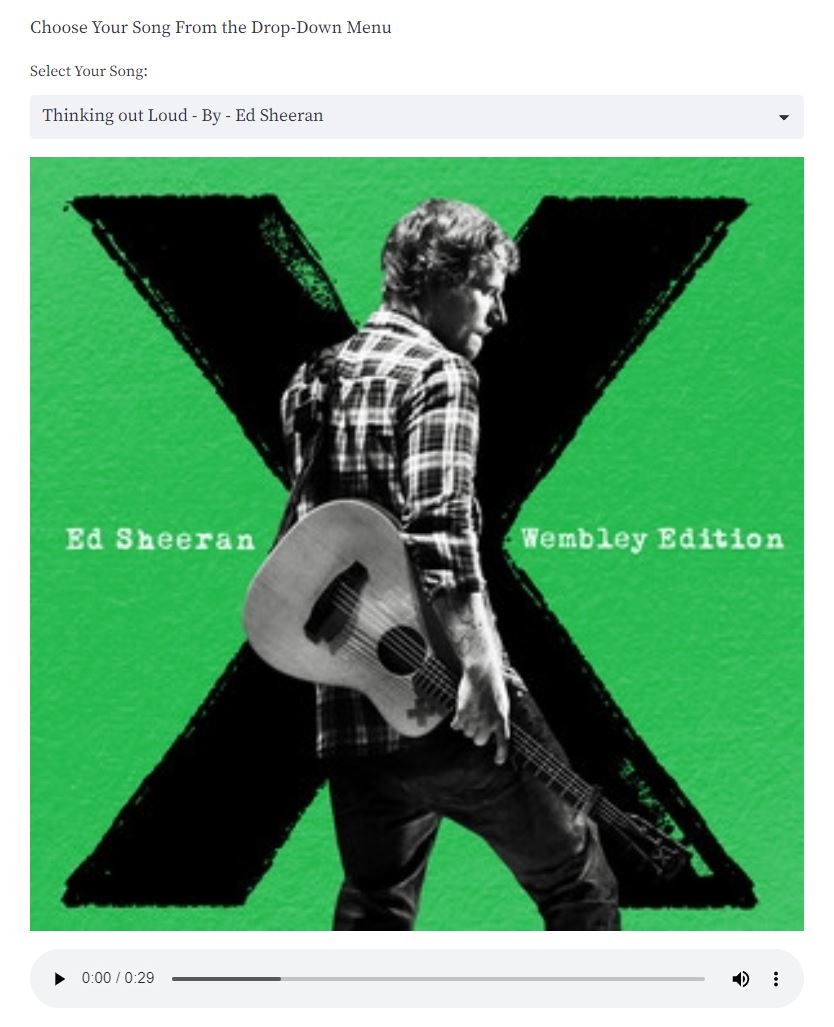 Choose Your Song From the Drop-Down Menu
Select Your Song:
Thinking out Loud - By - Ed Sheeran
Ed Sheeran Wembley Edition
0:00 / 0:29